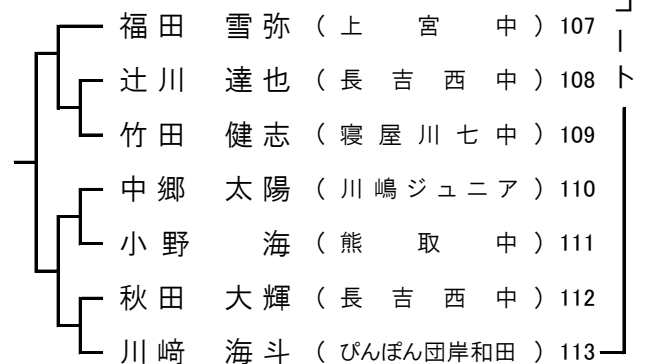 福田 雪弥 （上宮中） 107
辻川 達也 （長吉西中） 108
竹田 健志 （寝屋川七中） 109
中郷 太陽 （川嶋ジュニア） 110
小野 海 （熊取中） 111
秋田 大輝 （長吉西中） 112
川﨑 海斗 （ぴんぽん団岸和田） 113
コート